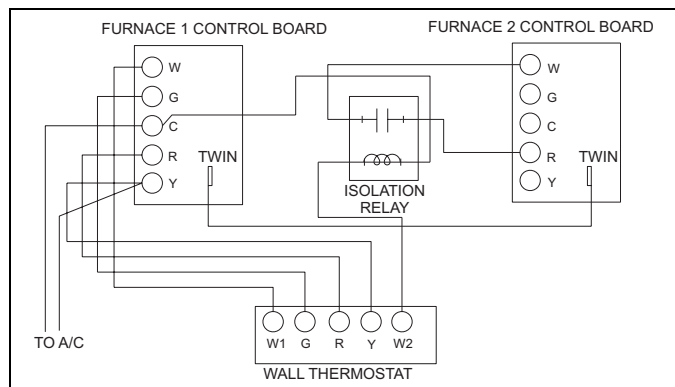 FURNACE 1 CONTROL BOARD
FURNACE 2 CONTROL BOARD
W
G
C
R
Y
TWIN
W
G
C
R
Y
TWIN
ISOLATION
RELAY
TO A/C
W1 G R Y W2
WALL THERMOSTAT